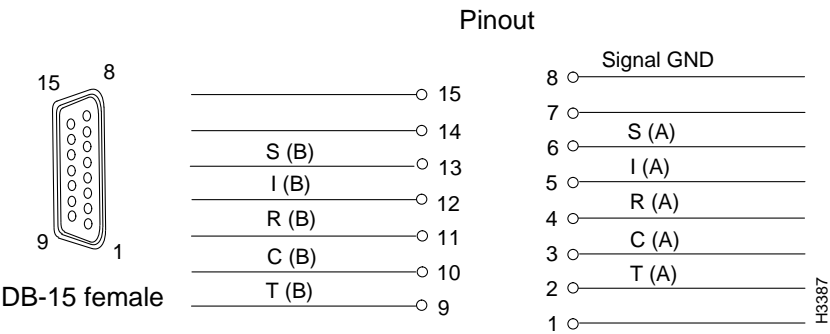 Pinout
15
8
9
1
DB-15 female
15
14
S (B)
13
I (B)
12
R (B)
11
C (B)
10
T (B)
9
Signal GND
8
7
S (A)
6
I (A)
5
R (A)
4
C (A)
3
T (A)
2
1
H3387